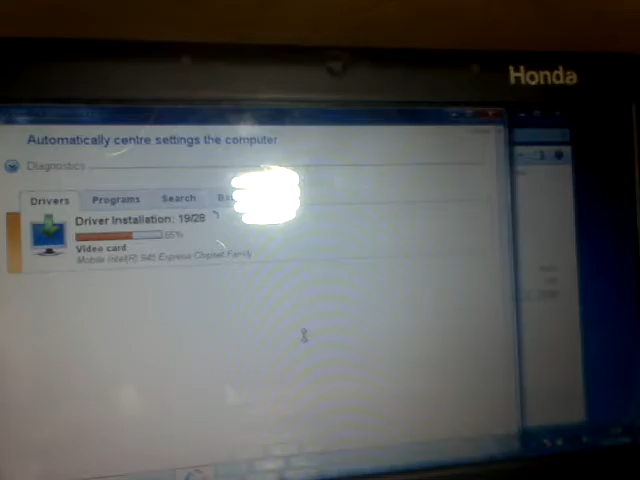 Honda
Automatically centre settings the computer
Diagnostics
Drivers Programs Search
Driver Installation: 19/28
65%
Video card
Mobile Intel(R) 945 Express Chipset Family